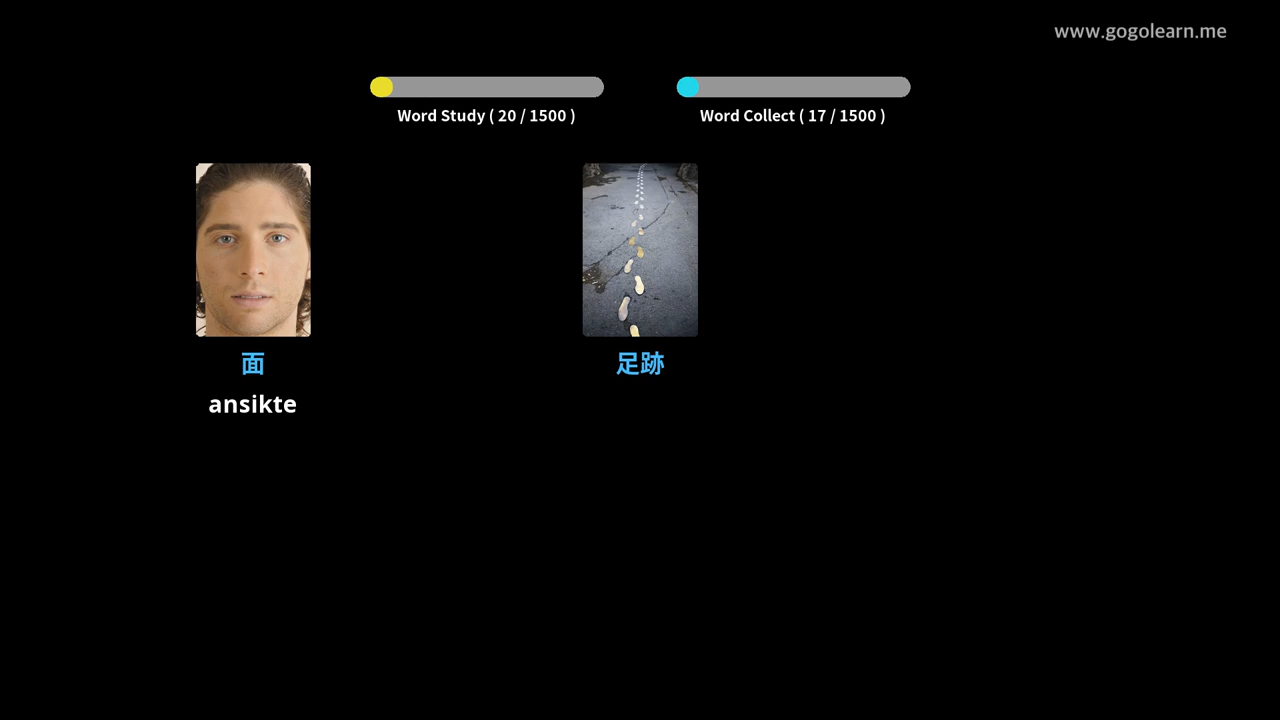 www.gogolearn.me
Word Study ( 20 / 1500 )
Word Collect ( 17 / 1500 )
面
足跡
ansikte